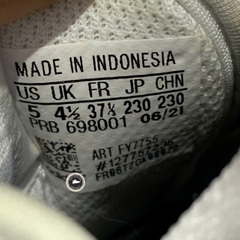 MADE IN INDONESIA
US UK FR JP CHN
5 4½ 37⅓ 230 230
PRB 698001 06/21
ART FY7755